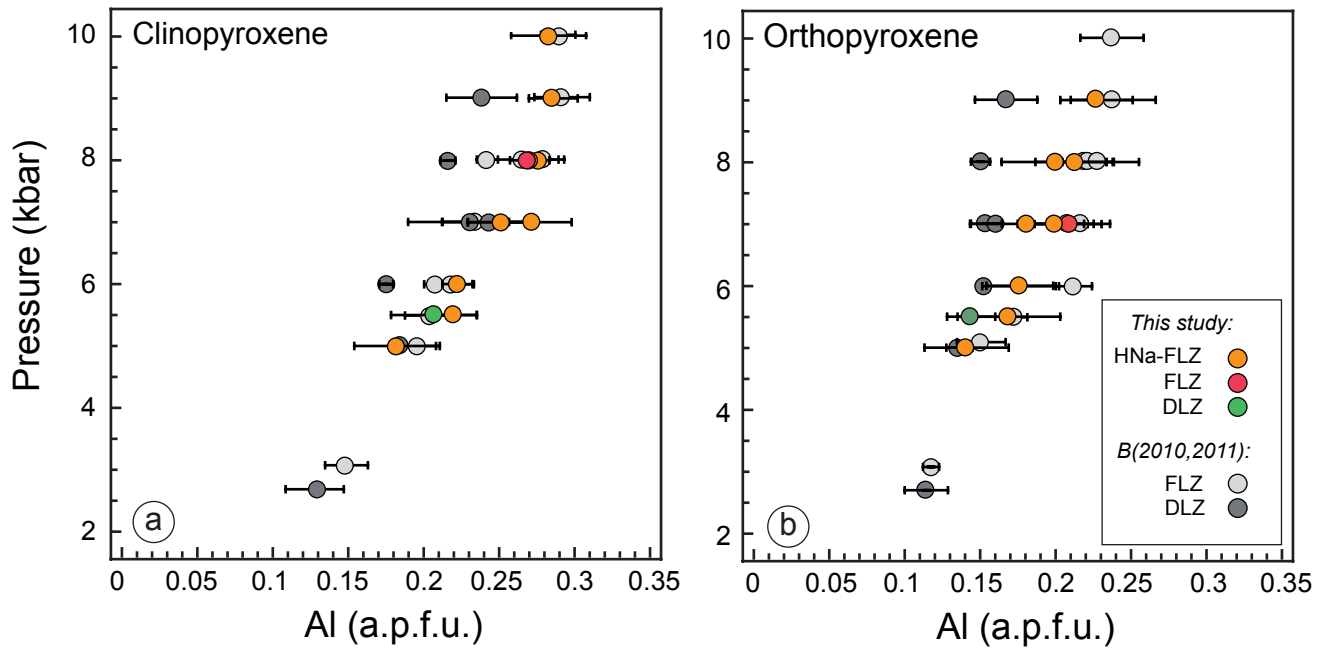 Clinopyroxene
Pressure (kbar)
10
8
6
4
2
a
0 0.05 0.1 0.15 0.2 0.25 0.3 0.35
Al (a.p.f.u.)
Orthopyroxene
10
8
6
4
2
b
0 0.05 0.1 0.15 0.2 0.25 0.3 0.35
Al (a.p.f.u.)
This study:
HNa-FLZ
FLZ
DLZ
B(2010,2011):
FLZ
DLZ